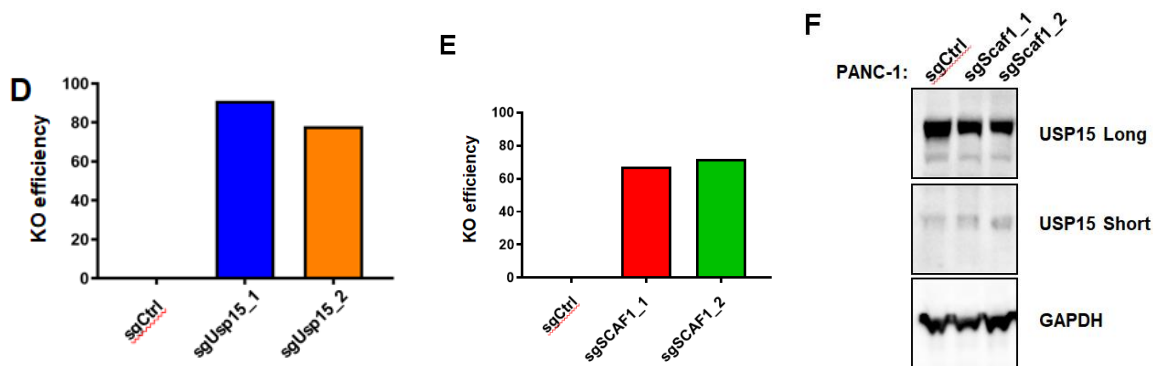 D
KO efficiency
100
80
60
40
20
0
sgCtrl
sgUsp15_1
sgUsp15_2
E
KO efficiency
100
80
60
40
20
0
sgCtrl
sgSCAF1_1
sgSCAF1_2
F
PANC-1:
sgCtrl
sgScaf1_1
sgScaf1_2
USP15 Long
USP15 Short
GAPDH